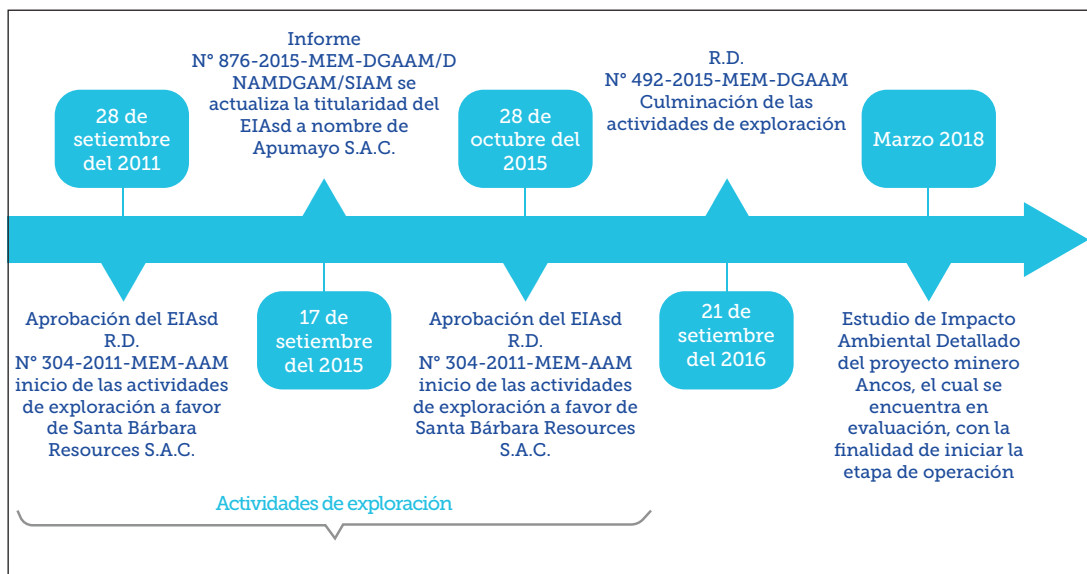 28 de
setiembre
del 2011
Aprobación del EIAsd
R.D.
N° 304-2011-MEM-AAM
inicio de las actividades
de exploración a favor
de Santa Bárbara
Resources S.A.C.
Informe
N° 876-2015-MEM-DGAAM/D
NAMDGAM/SIAM se
actualiza la titularidad del
EIAsd a nombre de
Apumayo S.A.C.
17 de
setiembre
del 2015
28 de
octubre del
2015
Aprobación del EIAsd
R.D.
N° 304-2011-MEM-AAM
inicio de las actividades
de exploración a favor de
Santa Bárbara Resources
S.A.C.
R.D.
N° 492-2015-MEM-DGAAM
Culminación de las
actividades de exploración
21 de
setiembre
del 2016
Marzo 2018
Estudio de Impacto
Ambiental Detallado
del proyecto minero
Ancos, el cual se
encuentra en
evaluación, con la
finalidad de iniciar la
etapa de operación
Actividades de exploración